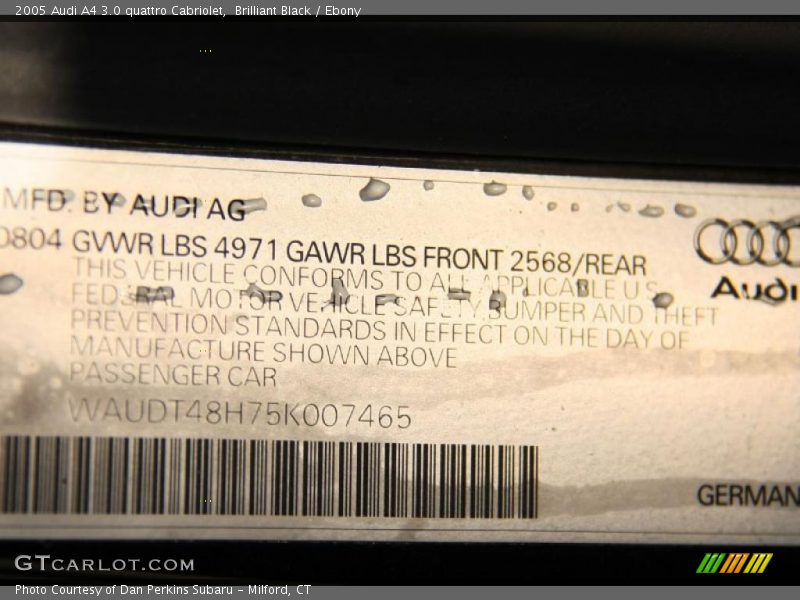 2005 Audi A4 3.0 quattro Cabriolet,  Brilliant Black / Ebony
MFD. BY AUDI AG
0804 GVWR LBS 4971 GAWR LBS FRONT 2568/REAR
THIS VEHICLE CONFORMS TO ALL APPLICABLE U.S.
FEDERAL MOTOR VEHICLE SAFETY, BUMPER AND THEFT
PREVENTION STANDARDS IN EFFECT ON THE DAY OF
MANUFACTURE SHOWN ABOVE
PASSENGER CAR
WAUDT48H75K007465
Audi
GERMAN
GTCARLOT.COM
Photo Courtesy of Dan Perkins Subaru - Milford, CT